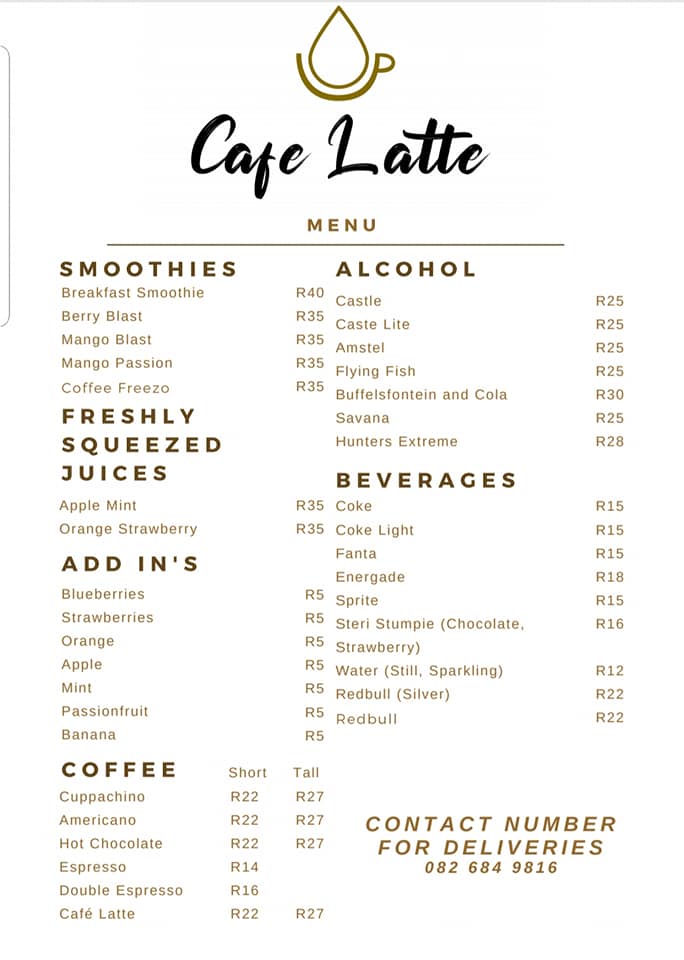 Cafe Latte
MENU
SMOOTHIES
Breakfast Smoothie R40
Berry Blast R35
Mango Blast R35
Mango Passion R35
Coffee Freezo R35
FRESHLY
SQUEEZED
JUICES
Apple Mint R35
Orange Strawberry R35
ADD IN'S
Blueberries R5
Strawberries R5
Orange R5
Apple R5
Mint R5
Passionfruit R5
Banana R5
COFFEE Short Tall
Cuppachino R22 R27
Americano R22 R27
Hot Chocolate R22 R27
Espresso R14
Double Espresso R16
Café Latte R22 R27
ALCOHOL
Castle R25
Caste Lite R25
Amstel R25
Flying Fish R25
Buffelsfontein and Cola R30
Savana R25
Hunters Extreme R28
BEVERAGES
Coke R15
Coke Light R15
Fanta R15
Energade R18
Sprite R15
Steri Stumpie (Chocolate, R16
Strawberry)
Water (Still, Sparkling) R12
Redbull (Silver) R22
Redbull R22
CONTACT NUMBER
FOR DELIVERIES
082 684 9816